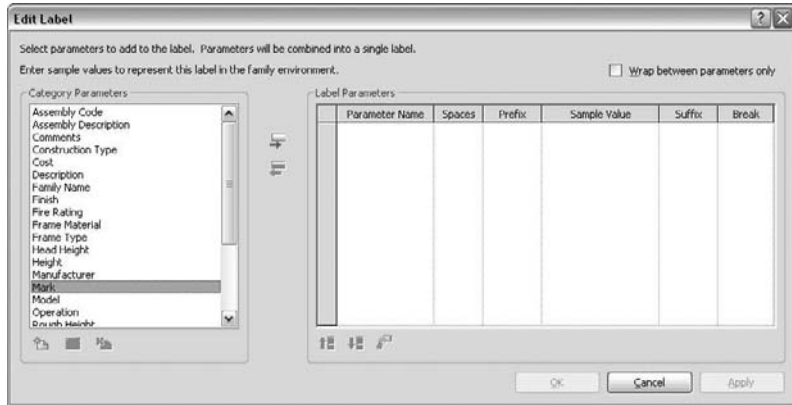 Edit Label
Select parameters to add to the label. Parameters will be combined into a single label.
Enter sample values to represent this label in the family environment.
Wrap between parameters only
Category Parameters
Assembly Code
Assembly Description
Comments
Construction Type
Cost
Description
Family Name
Finish
Fire Rating
Frame Material
Frame Type
Head Height
Height
Manufacturer
Mark
Model
Operation
Rough Height
Label Parameters
Parameter Name Spaces Prefix Sample Value Suffix Break
OK Cancel Apply